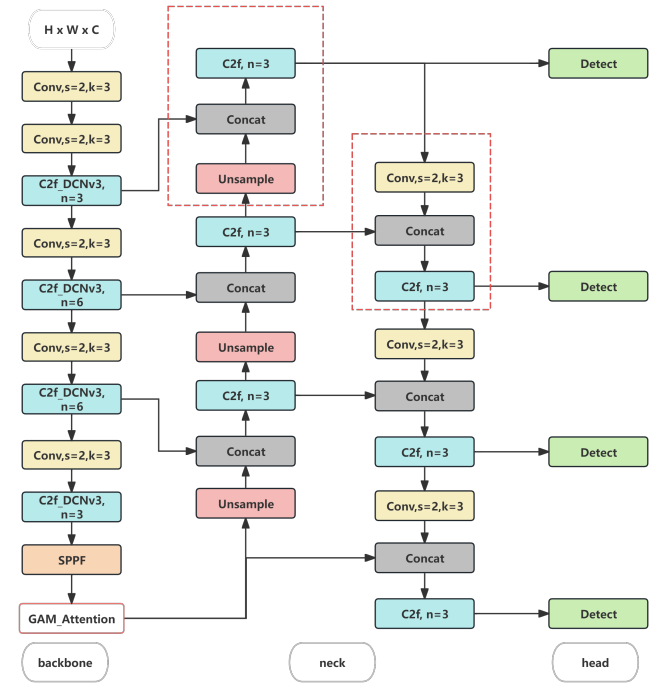 H x W x C
Conv,s=2,k=3
Conv,s=2,k=3
C2f_DCNv3,
n=3
Conv,s=2,k=3
C2f_DCNv3,
n=6
Conv,s=2,k=3
C2f_DCNv3,
n=6
Conv,s=2,k=3
C2f_DCNv3,
n=3
SPPF
GAM_Attention
backbone
C2f, n=3
Concat
Unsample
C2f, n=3
Concat
Unsample
C2f, n=3
Concat
Unsample
Conv,s=2,k=3
Concat
C2f, n=3
Conv,s=2,k=3
Concat
C2f, n=3
Conv,s=2,k=3
Concat
C2f, n=3
neck
Detect
Detect
Detect
Detect
head